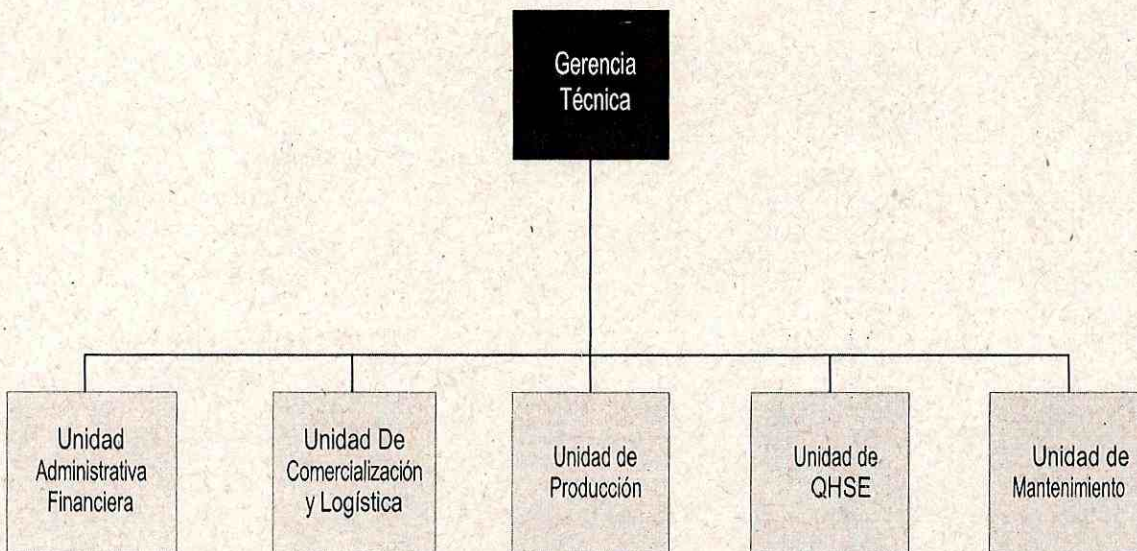 Gerencia
Técnica
Unidad
Administrativa
Financiera
Unidad De
Comercialización
y Logística
Unidad de
Producción
Unidad de
QHSE
Unidad de
Mantenimiento